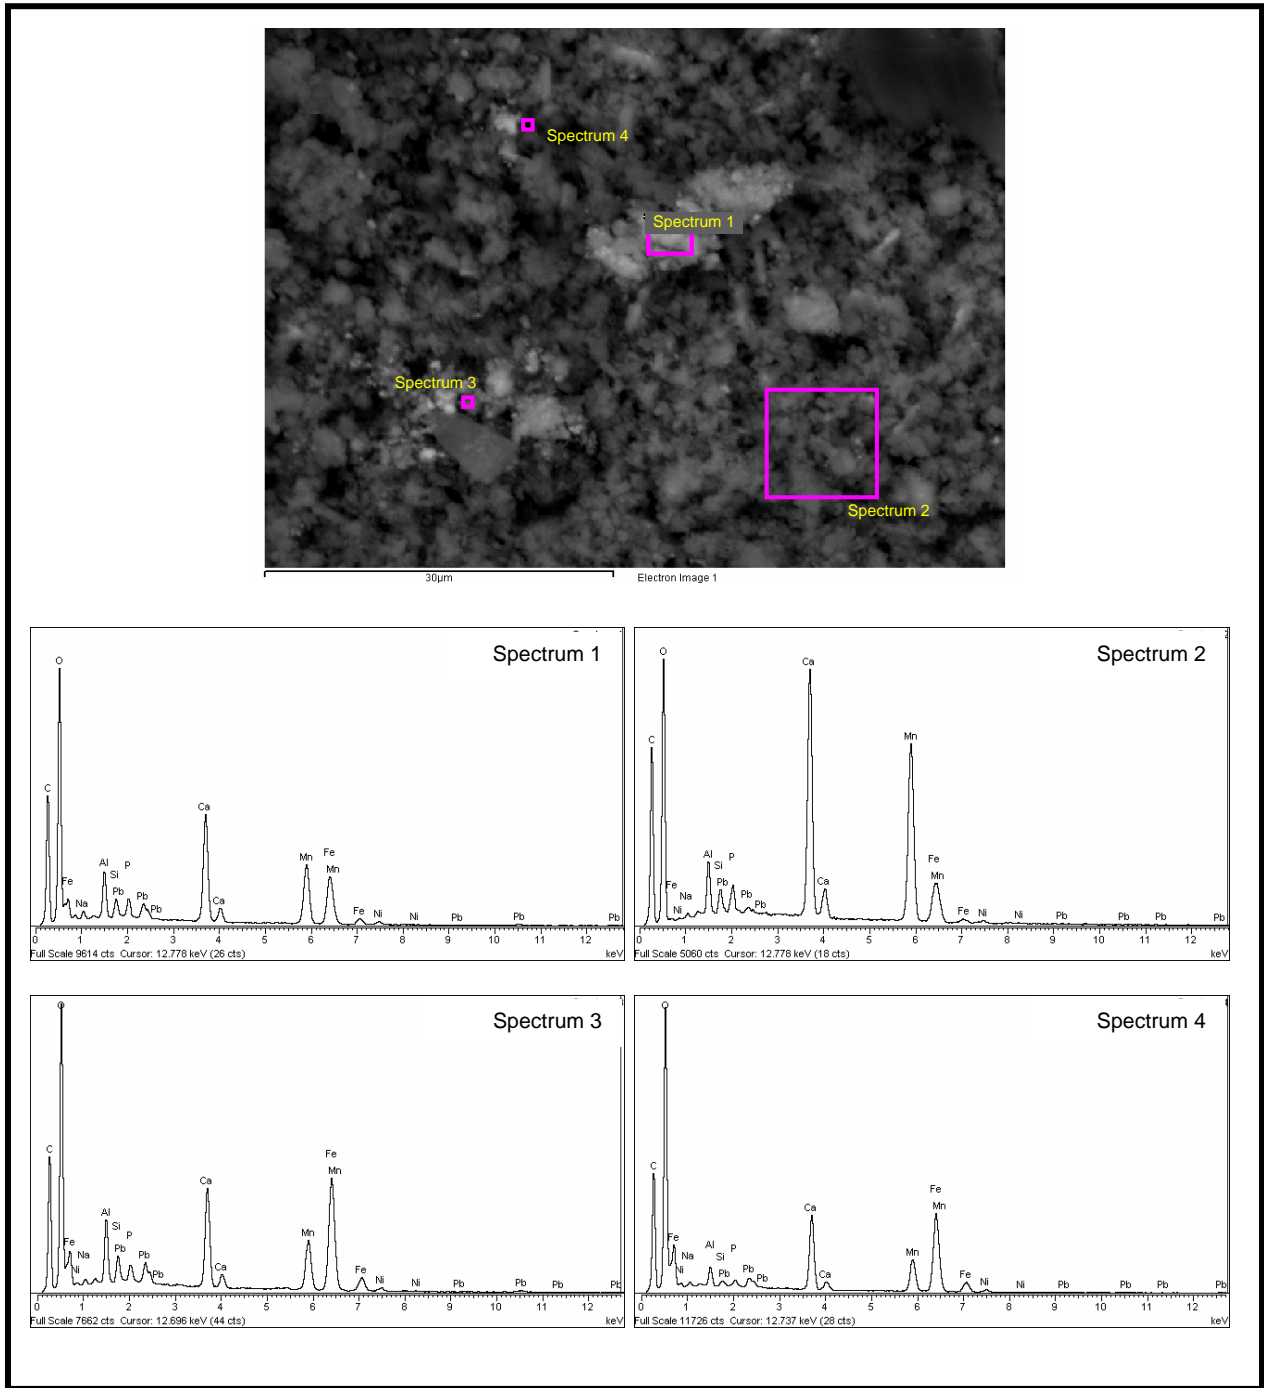 Spectrum 4
Spectrum 1
Spectrum 3
Spectrum 2
30µm Electron Image 1
Spectrum 1
O
C
Ca
Mn Fe Mn
Al Si P
Fe Na Pb Pb Pb Ca
Fe Ni Ni Pb Pb Pb
0 1 2 3 4 5 6 7 8 9 10 11 12
Full Scale 9614 cts Cursor: 12.778 keV (26 cts) keV
Spectrum 2
O Ca
C Mn
Al Si P Fe
Fe Na Pb Pb Pb Ca Mn
Ni Fe Ni Ni Pb Pb Pb Pb
0 1 2 3 4 5 6 7 8 9 10 11 12
Full Scale 5060 cts Cursor: 12.778 keV (18 cts) keV
Spectrum 3
O
C Fe
Ca Mn
Al Si P
Fe Na Pb Pb Mn
Ni Pb Ca Fe Ni Ni Pb Pb Pb Pb
0 1 2 3 4 5 6 7 8 9 10 11 12
Full Scale 7662 cts Cursor: 12.696 keV (44 cts) keV
Spectrum 4
O
C Fe
Ca Mn
Fe Na Al Si P Mn
Ni Pb Pb Pb Ca Fe Ni Ni Pb Pb Pb Pb
0 1 2 3 4 5 6 7 8 9 10 11 12
Full Scale 11726 cts Cursor: 12.737 keV (28 cts) keV